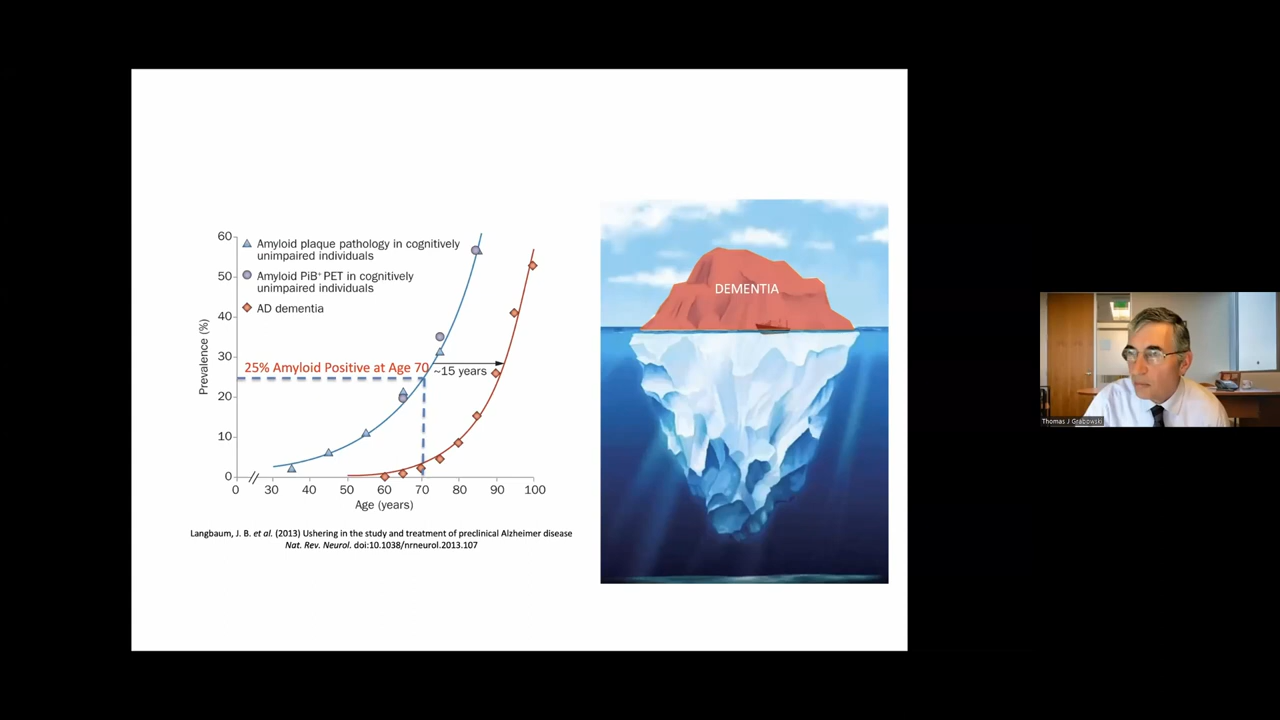 60
50
40
30
20
10
0
Prevalence (%)
Amyloid plaque pathology in cognitively
unimpaired individuals
Amyloid PiB⁺ PET in cognitively
unimpaired individuals
AD dementia
25% Amyloid Positive at Age 70
~15 years
0 30 40 50 60 70 80 90 100
Age (years)
Langbaum, J. B. et al. (2013) Ushering in the study and treatment of preclinical Alzheimer disease
Nat. Rev. Neurol. doi:10.1038/nrneurol.2013.107
DEMENTIA
Thomas J Grabowski